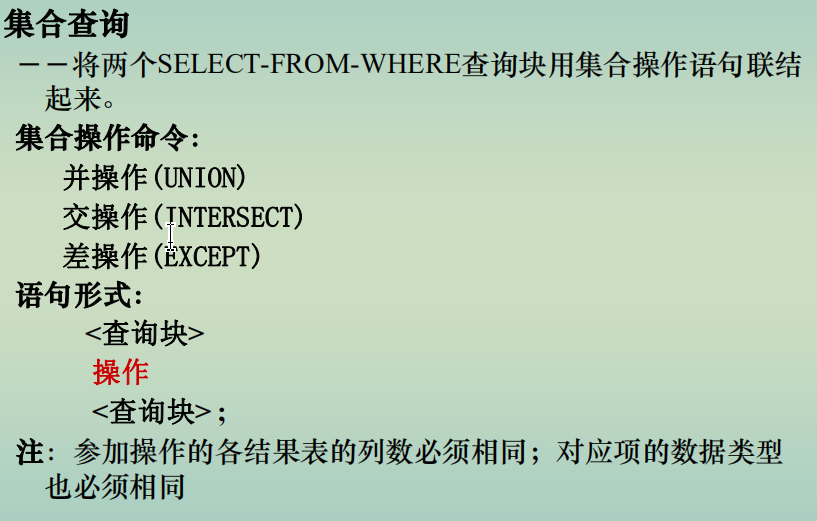 集合查询
－－将两个SELECT-FROM-WHERE查询块用集合操作语句联结
起来。
集合操作命令:
并操作(UNION)
交操作(INTERSECT)
差操作(EXCEPT)
语句形式:
<查询块>
操作
<查询块>;
注: 参加操作的各结果表的列数必须相同; 对应项的数据类型
也必须相同